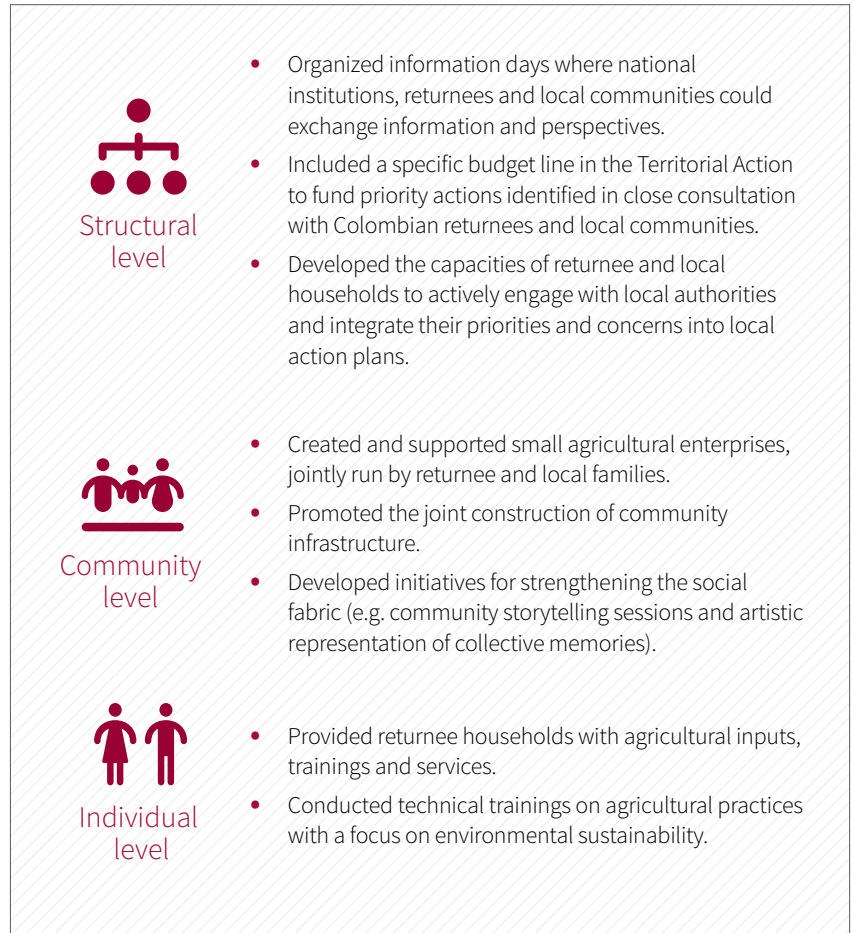 Structural
level
• Organized information days where national
institutions, returnees and local communities could
exchange information and perspectives.
• Included a specific budget line in the Territorial Action
to fund priority actions identified in close consultation
with Colombian returnees and local communities.
• Developed the capacities of returnee and local
households to actively engage with local authorities
and integrate their priorities and concerns into local
action plans.
Community
level
• Created and supported small agricultural enterprises,
jointly run by returnee and local families.
• Promoted the joint construction of community
infrastructure.
• Developed initiatives for strengthening the social
fabric (e.g. community storytelling sessions and artistic
representation of collective memories).
Individual
level
• Provided returnee households with agricultural inputs,
trainings and services.
• Conducted technical trainings on agricultural practices
with a focus on environmental sustainability.